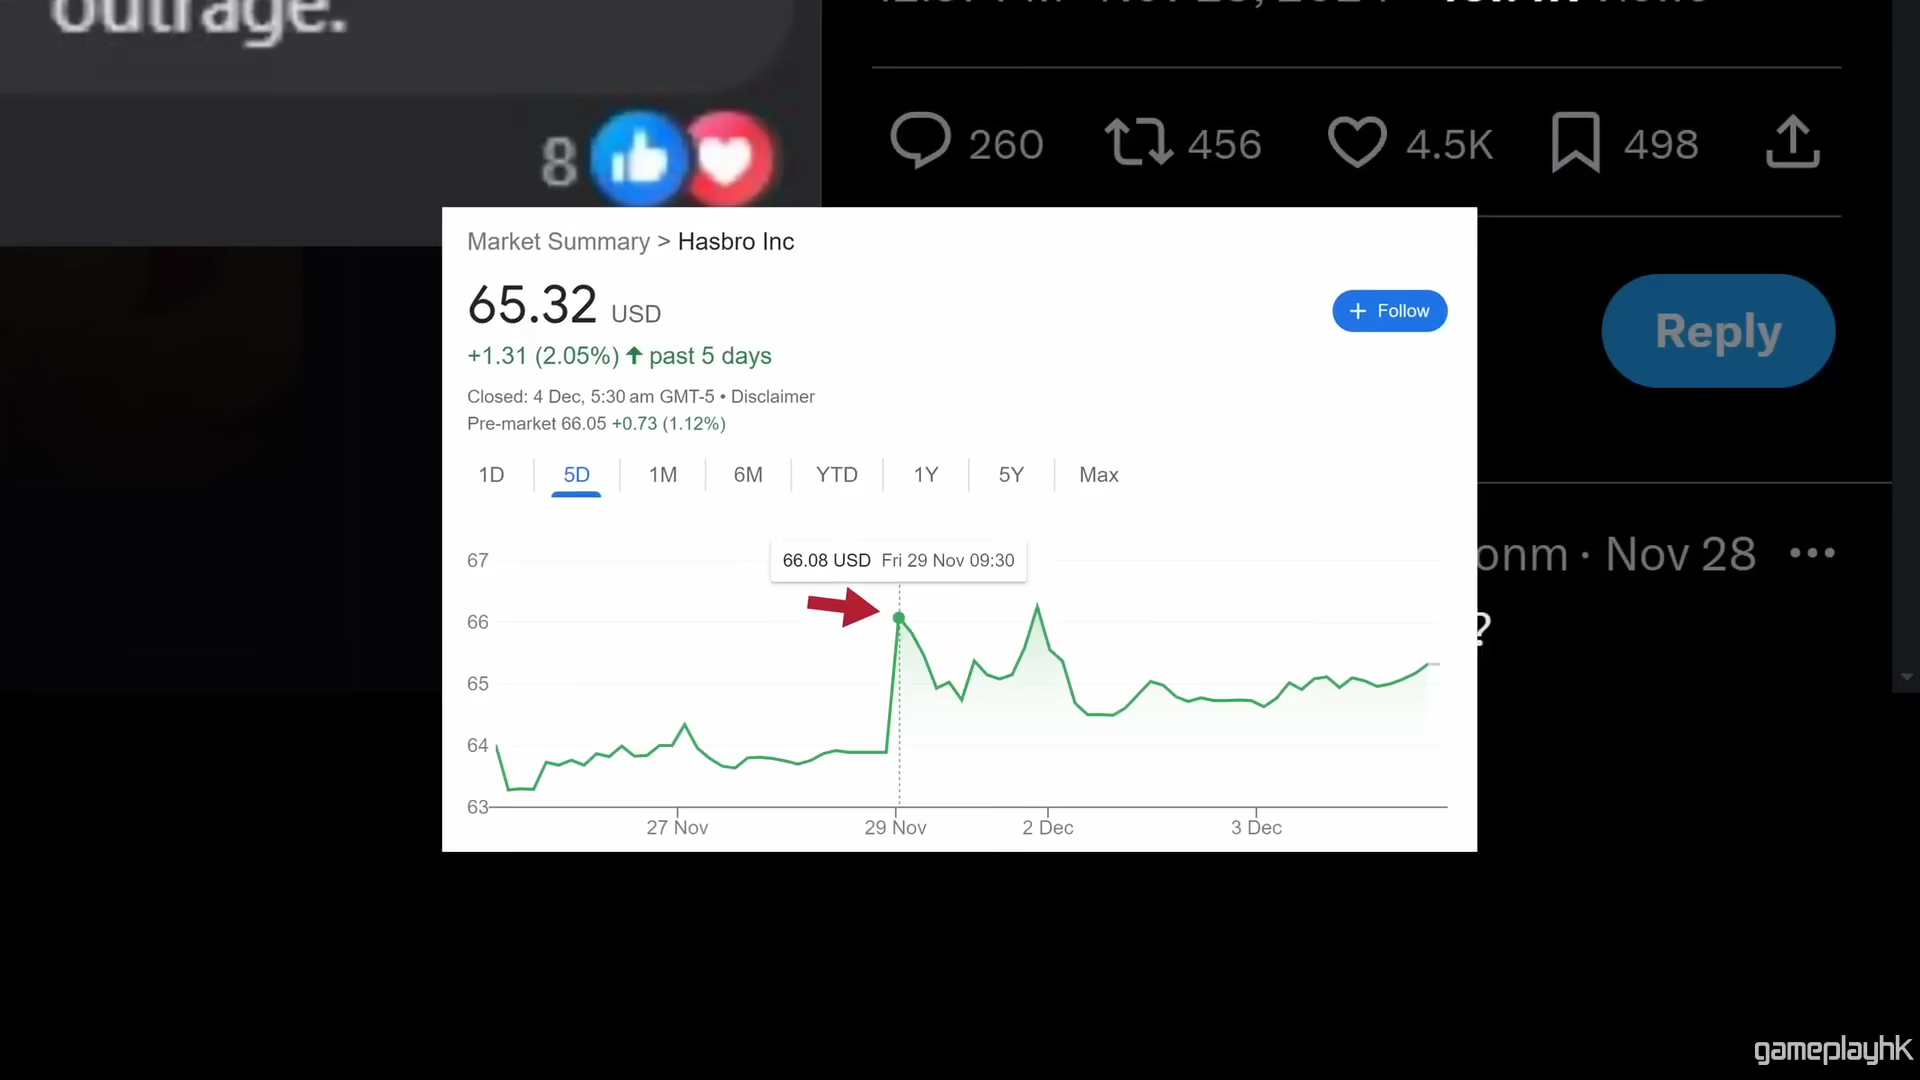 outrage.
8
260 456 4.5K 498
Market Summary > Hasbro Inc
65.32 USD
+ Follow
+1.31 (2.05%) ↑ past 5 days
Closed: 4 Dec, 5:30 am GMT-5 • Disclaimer
Pre-market 66.05 +0.73 (1.12%)
1D 5D 1M 6M YTD 1Y 5Y Max
66.08 USD Fri 29 Nov 09:30
67
66
65
64
63
27 Nov 29 Nov 2 Dec 3 Dec
Reply
onm · Nov 28 •••
?
gameplayhk